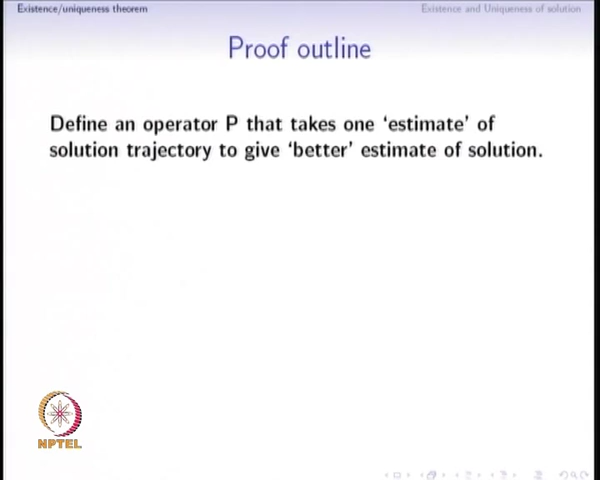 Existence/uniqueness theorem
Existence and Uniqueness of solution
Proof outline
Define an operator P that takes one ‘estimate’ of
solution trajectory to give ‘better’ estimate of solution.
NPTEL